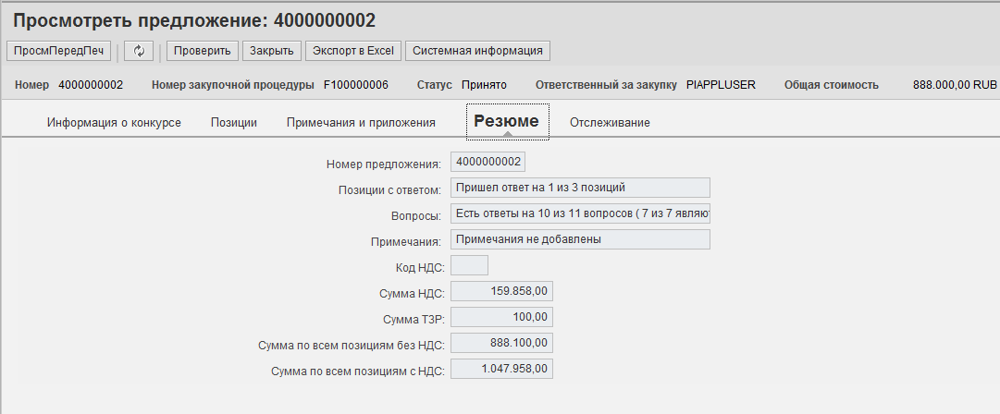 Просмотреть предложение: 4000000002
ПросмПередПеч Проверить Закрыть Экспорт в Excel Системная информация
Номер 4000000002 Номер закупочной процедуры F100000006 Статус Принято Ответственный за закупку PIAPPLUSER Общая стоимость 888.000,00 RUB
Информация о конкурсе Позиции Примечания и приложения Резюме Отслеживание
Номер предложения: 4000000002
Позиции с ответом: Пришел ответ на 1 из 3 позиций
Вопросы: Есть ответы на 10 из 11 вопросов ( 7 из 7 являют
Примечания: Примечания не добавлены
Код НДС:
Сумма НДС: 159.858,00
Сумма ТЗР: 100,00
Сумма по всем позициям без НДС: 888.100,00
Сумма по всем позициям с НДС: 1.047.958,00